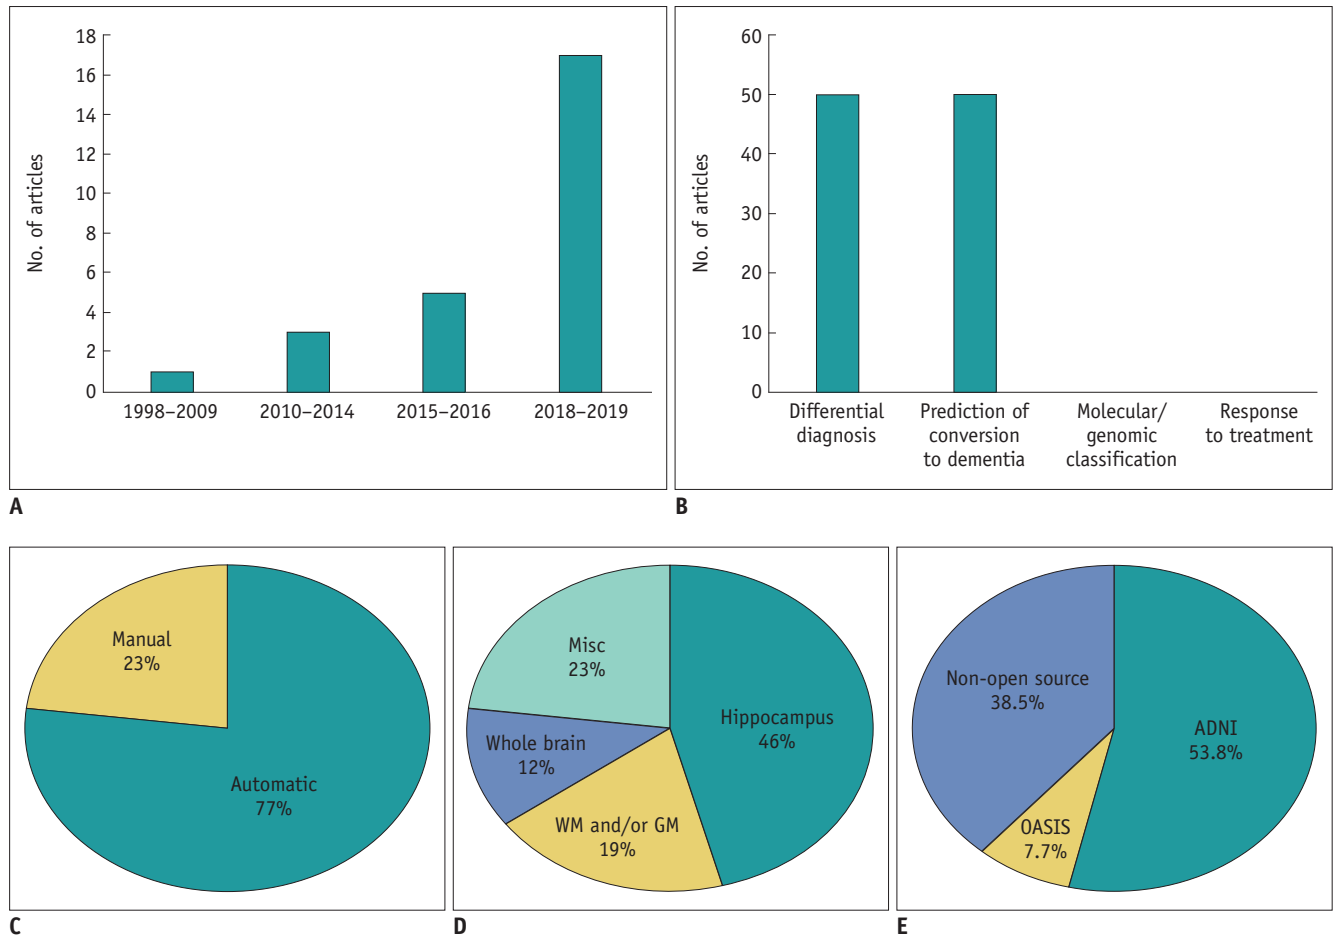 18
16
14
12
10
8
6
4
2
0
No. of articles
1998–2009
2010–2014
2015–2016
2018–2019
A
60
50
40
30
20
10
0
No. of articles
Differential
diagnosis
Prediction of
conversion
to dementia
Molecular/
genomic
classification
Response
to treatment
B
Manual
23%
Automatic
77%
C
Misc
23%
Hippocampus
46%
Whole brain
12%
WM and/or GM
19%
D
Non-open source
38.5%
ADNI
53.8%
OASIS
7.7%
E